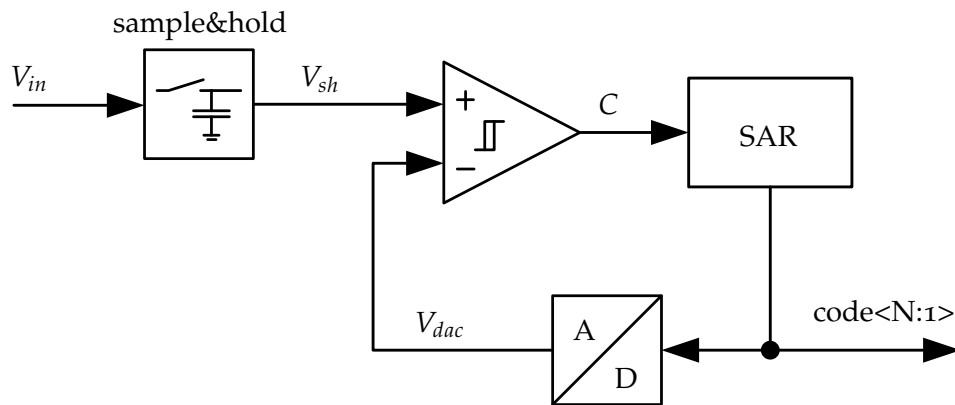 sample&hold
V_in
V_sh
+
−
C
SAR
V_dac
A
D
code<N:1>